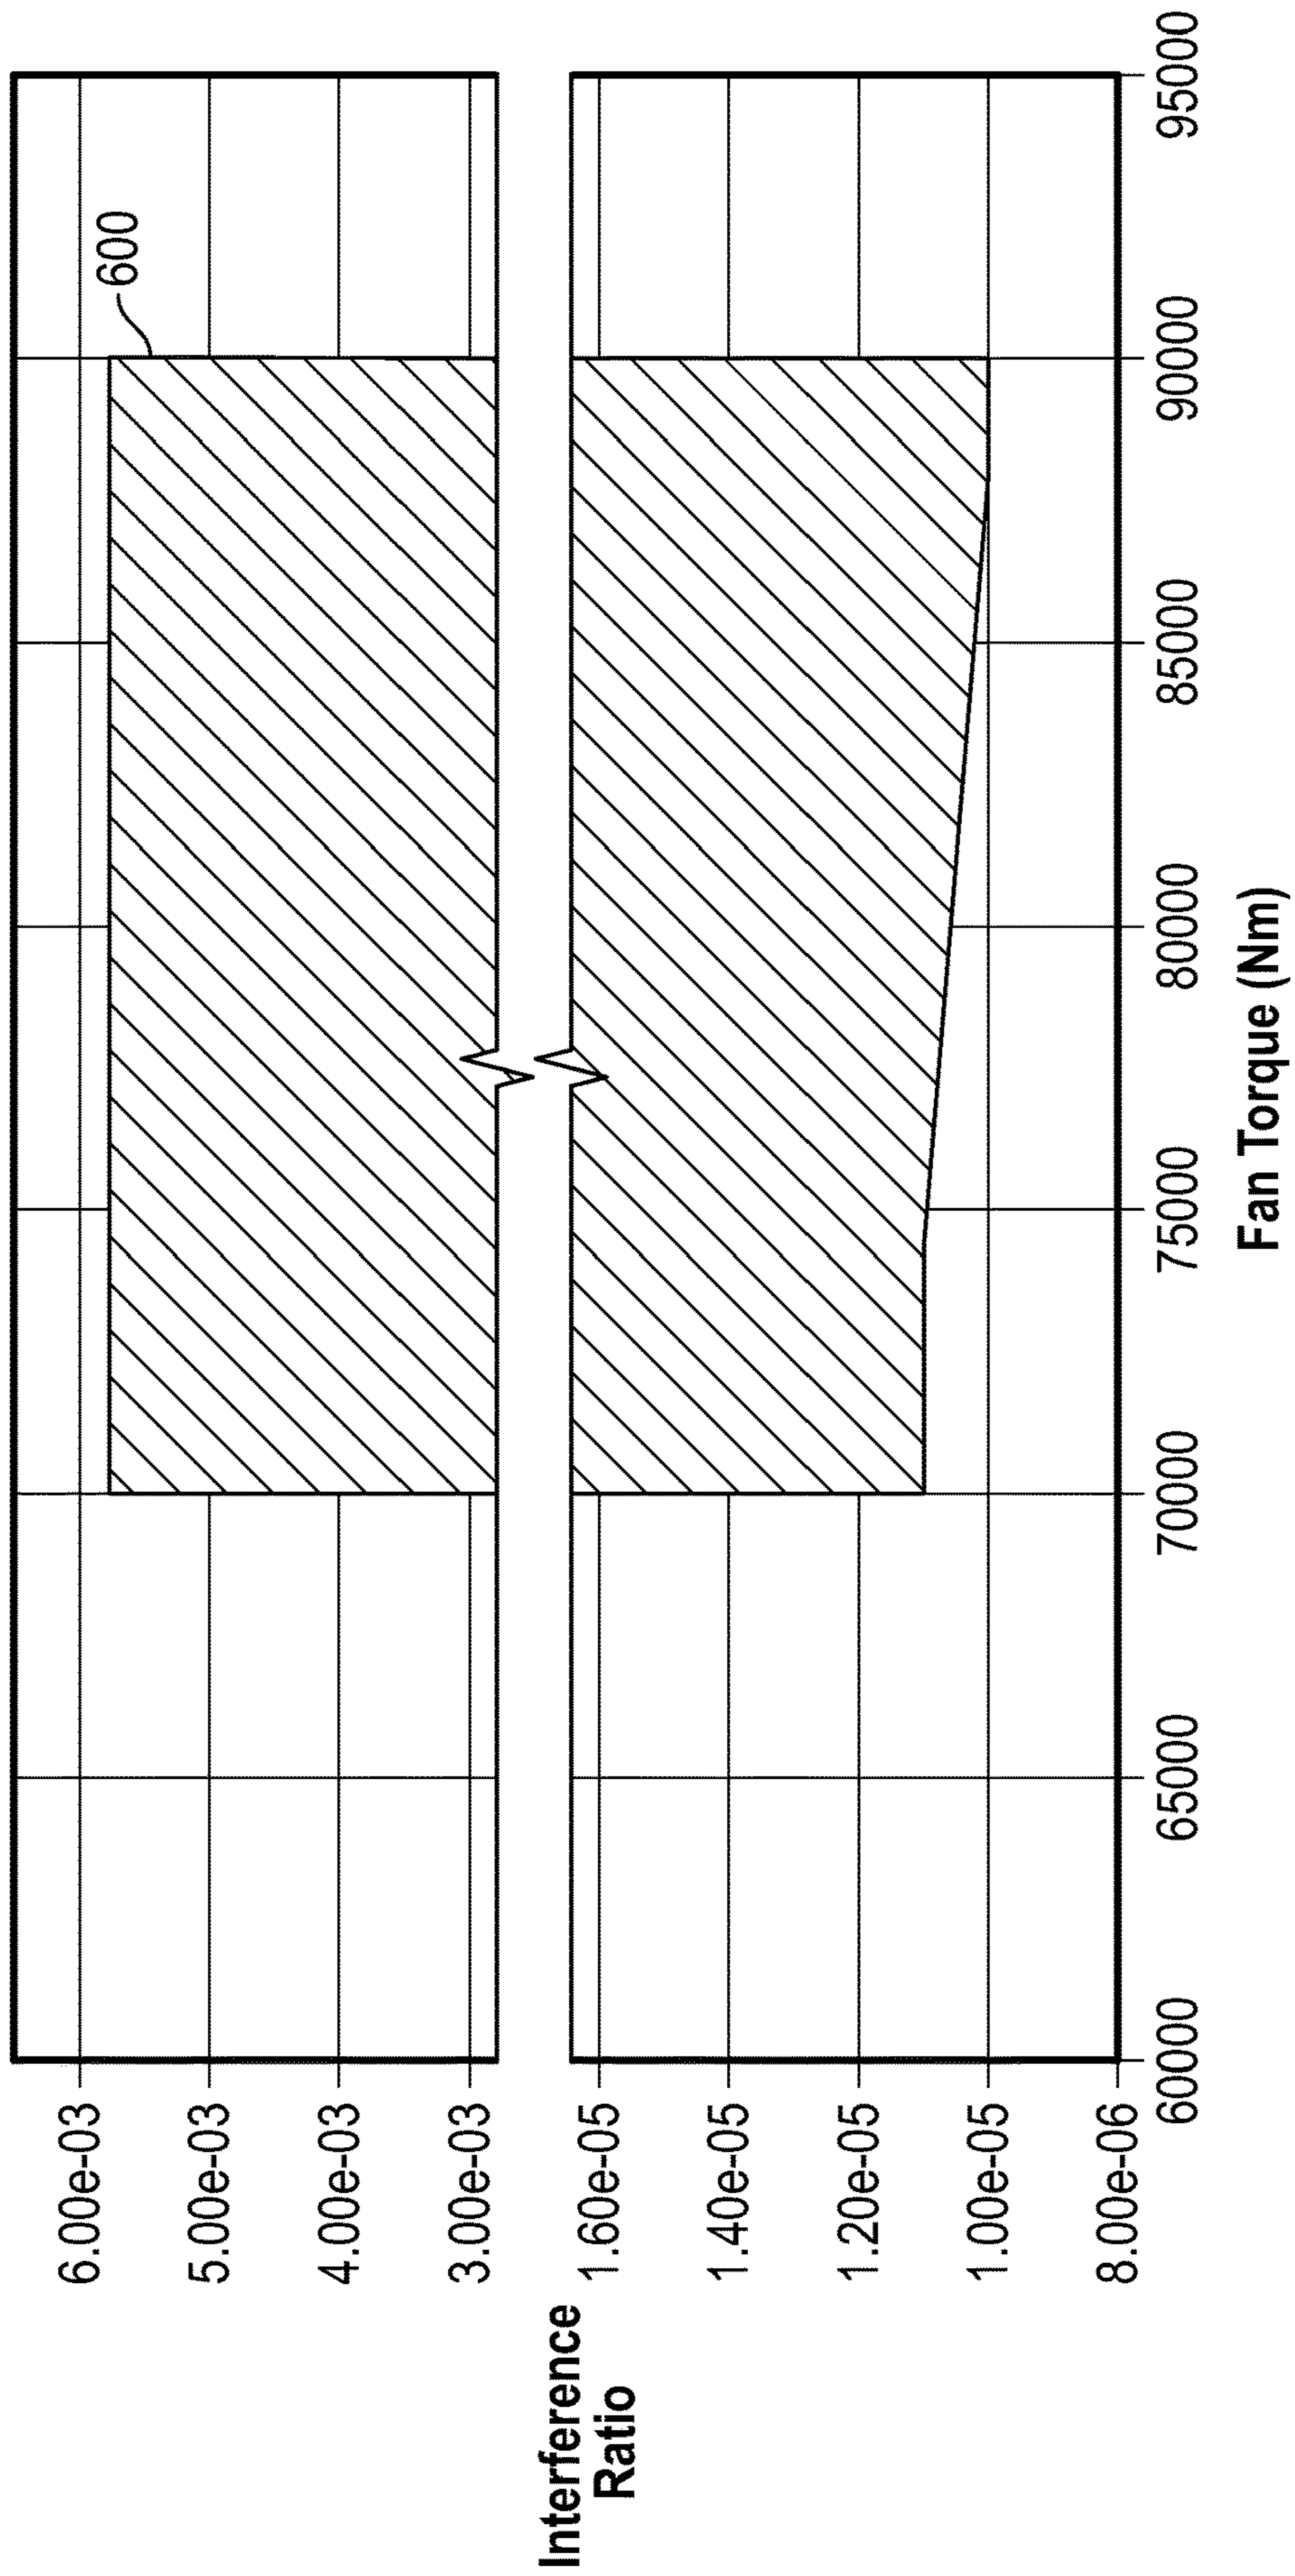 600
6.00e-03
5.00e-03
4.00e-03
3.00e-03
Interference
Ratio
1.60e-05
1.40e-05
1.20e-05
1.00e-05
8.00e-06
60000
65000
70000
75000
80000
85000
90000
95000
Fan Torque (Nm)